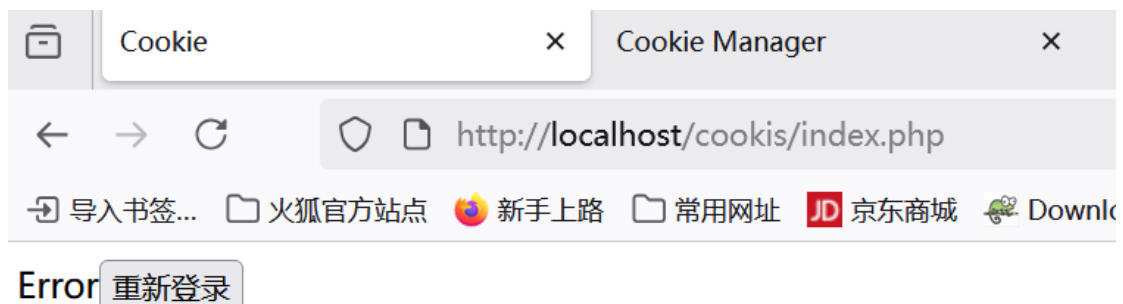 Cookie × Cookie Manager ×
http://localhost/cookis/index.php
导入书签... 火狐官方站点 新手上路 常用网址 JD 京东商城
Error 重新登录